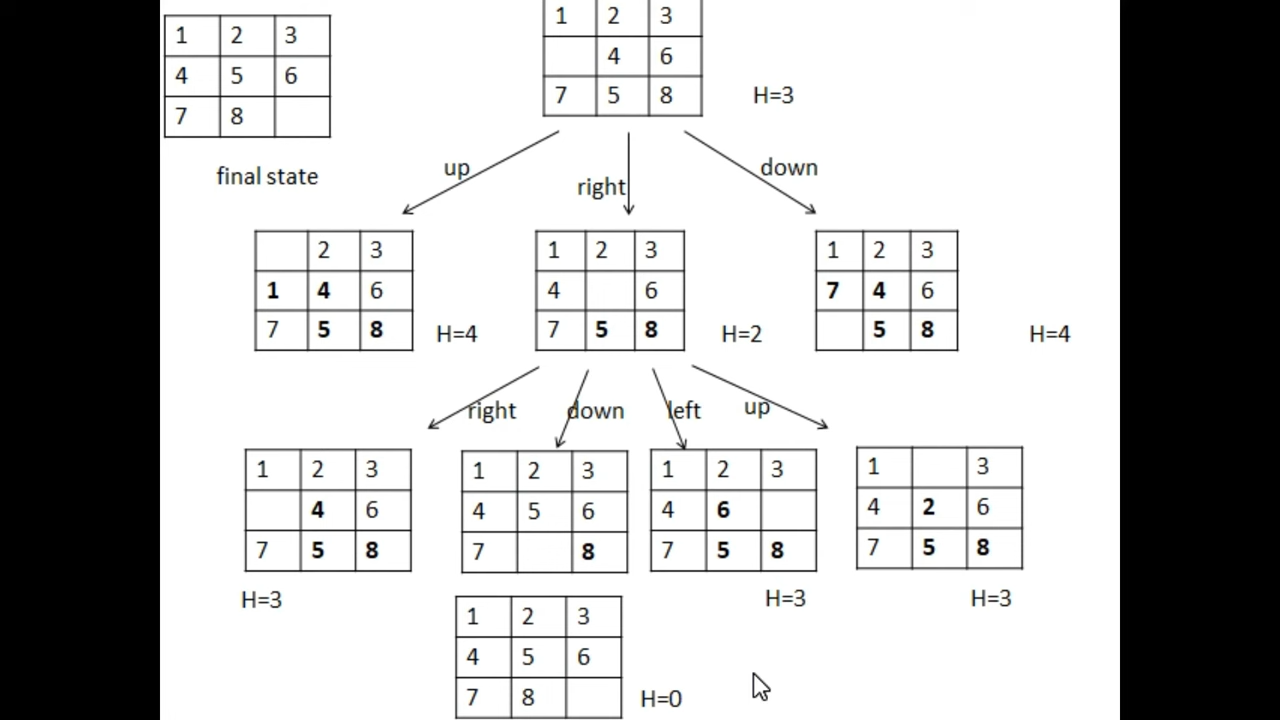 1 2 3
4 5 6
7 8
final state
1 2 3
4 6
7 5 8
H=3
up
right
down
2 3
1 4 6
7 5 8
H=4
1 2 3
4 6
7 5 8
H=2
1 2 3
7 4 6
5 8
H=4
right
down
left
up
1 2 3
4 6
7 5 8
H=3
1 2 3
4 5 6
7 8
1 2 3
4 6
7 5 8
H=3
1 3
4 2 6
7 5 8
H=3
1 2 3
4 5 6
7 8
H=0